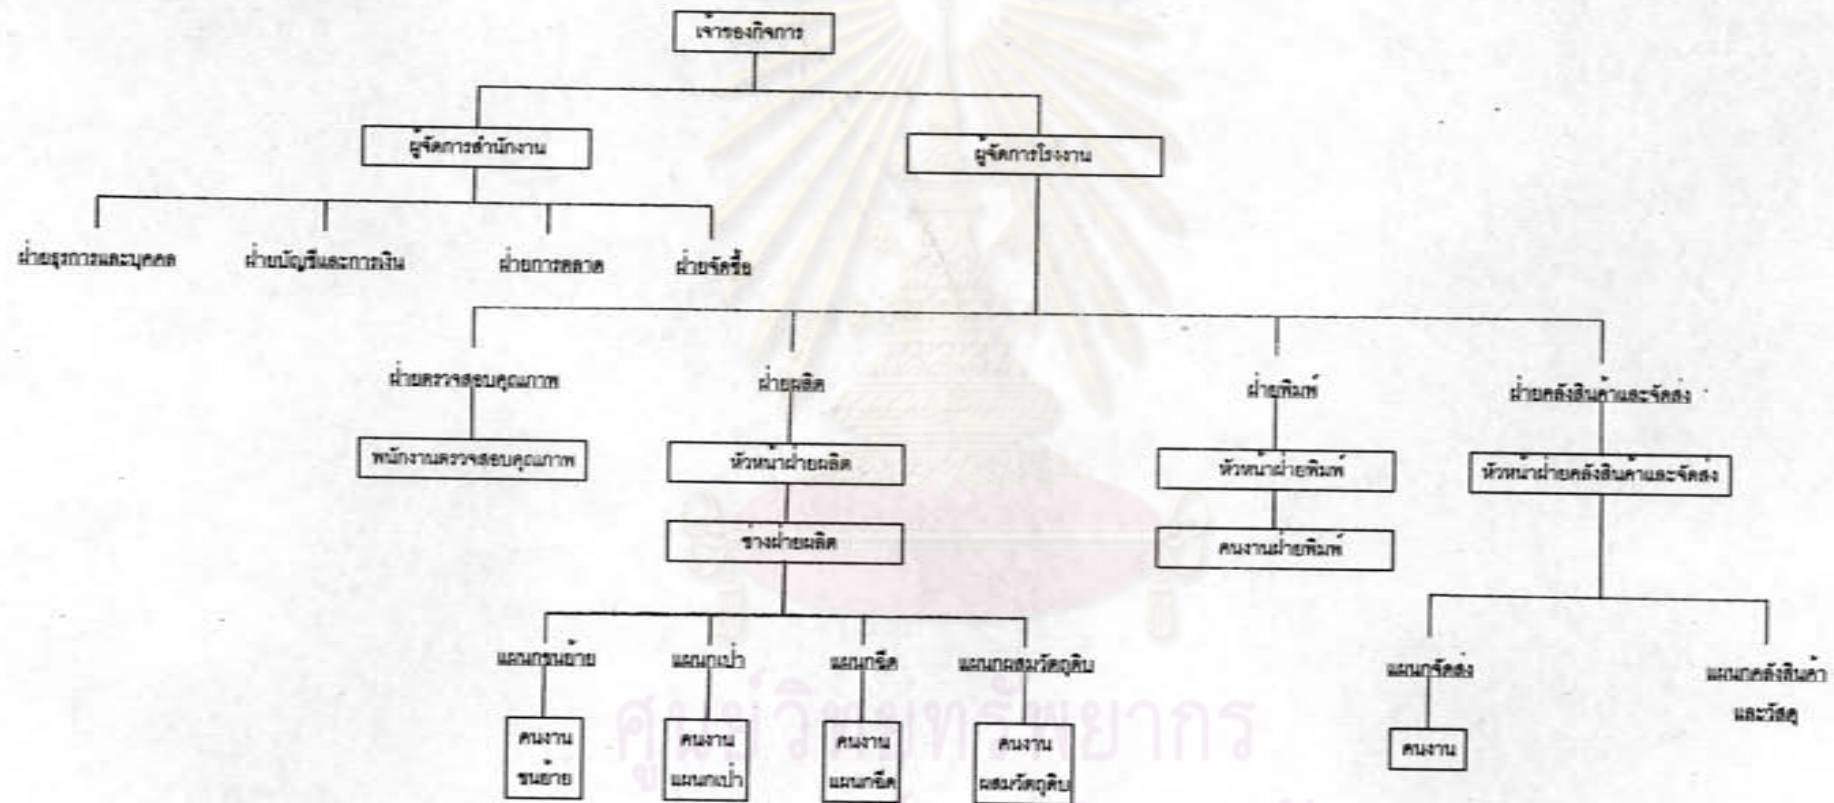 เจ้าของกิจการ
ผู้จัดการสำนักงาน
ผู้จัดการโรงงาน
ฝ่ายธุรการและบุคคล
ฝ่ายบัญชีและการเงิน
ฝ่ายการตลาด
ฝ่ายจัดซื้อ
ฝ่ายตรวจสอบคุณภาพ
ฝ่ายผลิต
ฝ่ายพิมพ์
ฝ่ายคลังสินค้าและจัดส่ง
พนักงานตรวจสอบคุณภาพ
หัวหน้าฝ่ายผลิต
หัวหน้าฝ่ายพิมพ์
หัวหน้าฝ่ายคลังสินค้าและจัดส่ง
ช่างฝ่ายผลิต
คนงานฝ่ายพิมพ์
แผนกขนย้าย
แผนกเป่า
แผนกฉีด
แผนกผสมวัตถุดิบ
แผนกจัดส่ง
แผนกคลังสินค้า
และวัสดุ
คนงาน
ขนย้าย
คนงาน
แผนกเป่า
คนงาน
แผนกฉีด
คนงาน
ผสมวัตถุดิบ
คนงาน
ศูนย์วิทยทรัพยากร